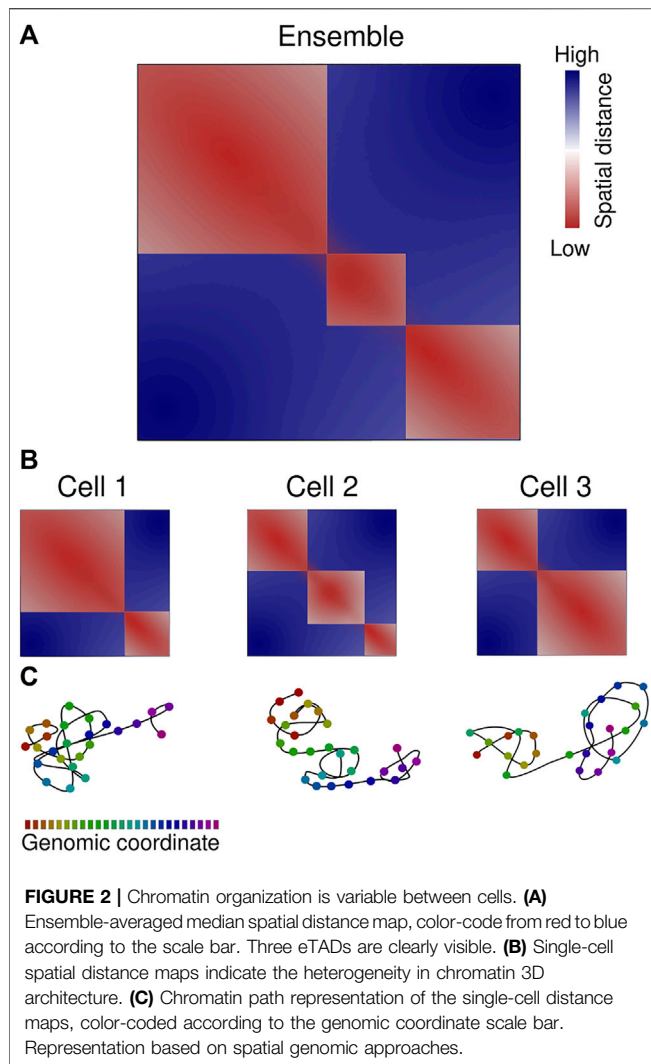 A
Ensemble
High
Spatial distance
Low
B
Cell 1
Cell 2
Cell 3
C
Genomic coordinate
FIGURE 2 | Chromatin organization is variable between cells. (A)
Ensemble-averaged median spatial distance map, color-code from red to blue
according to the scale bar. Three eTADs are clearly visible. (B) Single-cell
spatial distance maps indicate the heterogeneity in chromatin 3D
architecture. (C) Chromatin path representation of the single-cell distance
maps, color-coded according to the genomic coordinate scale bar.
Representation based on spatial genomic approaches.